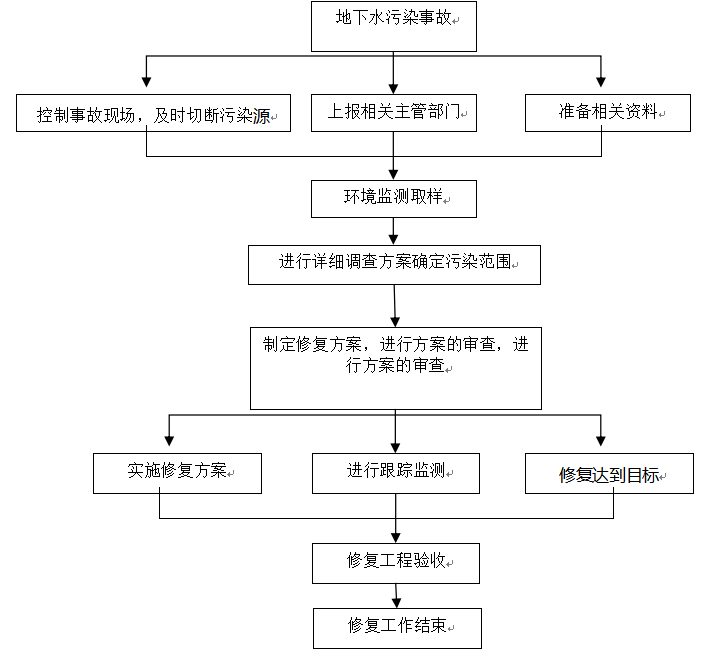 地下水污染事故
控制事故现场，及时切断污染源
上报相关主管部门
准备相关资料
环境监测取样
进行详细调查方案确定污染范围
制定修复方案，进行方案的审查，进
行方案的审查
实施修复方案
进行跟踪监测
修复达到目标
修复工程验收
修复工作结束